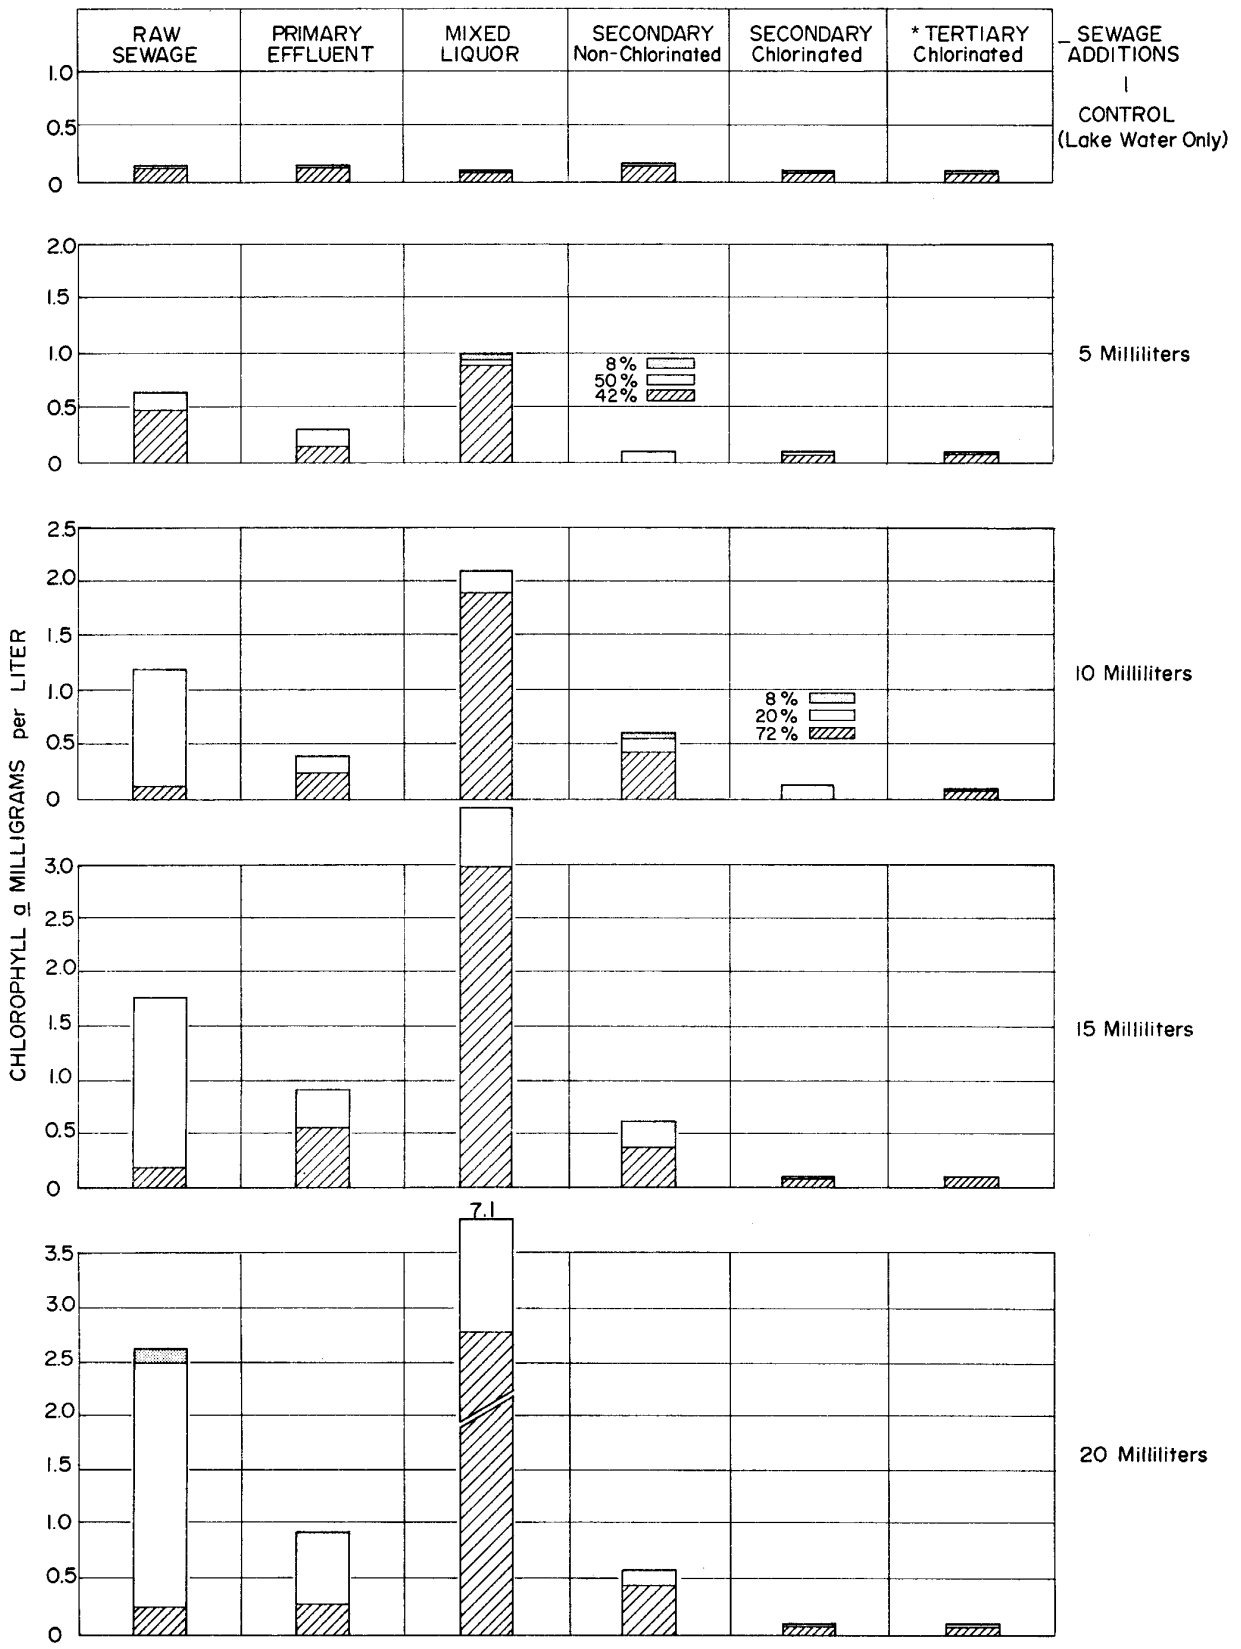 RAW SEWAGE
PRIMARY EFFLUENT
MIXED LIQUOR
SECONDARY Non-Chlorinated
SECONDARY Chlorinated
* TERTIARY Chlorinated
SEWAGE ADDITIONS
CONTROL
(Lake Water Only)
1.0
0.5
0
2.0
1.5
1.0
0.5
0
8%
50%
42%
5 Milliliters
CHLOROPHYLL a MILLIGRAMS per LITER
2.5
2.0
1.5
1.0
0.5
0
8%
20%
72%
10 Milliliters
3.0
2.5
2.0
1.5
1.0
0.5
0
15 Milliliters
7.1
3.5
3.0
2.5
2.0
1.5
1.0
0.5
0
20 Milliliters